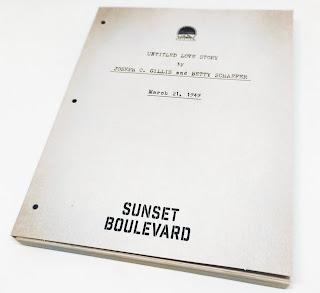 UNTITLED LOVE STORY
by
JOSEPH C. GILLIS and BETTY SCHAEFER
March 21, 1949
SUNSET
BOULEVARD